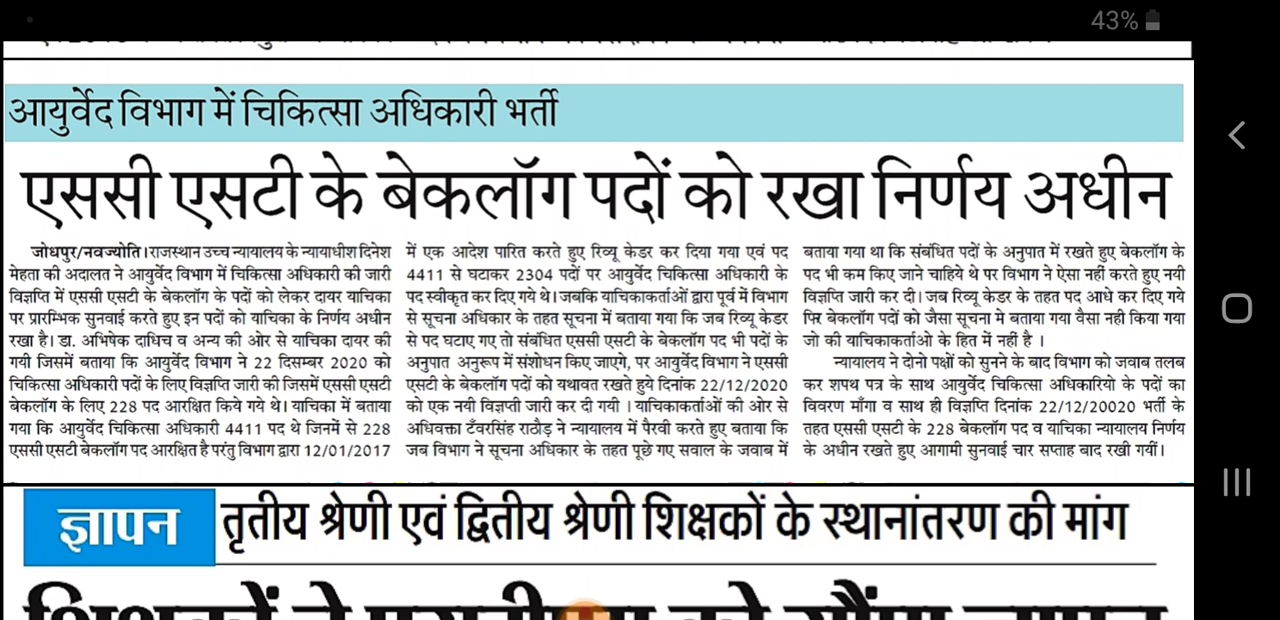 43%
आयुर्वेद विभाग में चिकित्सा अधिकारी भर्ती
एससी एसटी के बेकलॉग पदों को रखा निर्णय अधीन
जोधपुर/नवज्योति। राजस्थान उच्च न्यायालय के न्यायाधीश दिनेश
मेहता की अदालत ने आयुर्वेद विभाग में चिकित्सा अधिकारी की जारी
विज्ञप्ति में एससी एसटी के बेकलॉग के पदों को लेकर दायर याचिका
पर प्रारम्भिक सुनवाई करते हुए इन पदों को याचिका के निर्णय अधीन
रखा है। डा. अभिषेक दाधिच व अन्य की ओर से याचिका दायर की
गयी जिसमें बताया कि आयुर्वेद विभाग ने 22 दिसम्बर 2020 को
चिकित्सा अधिकारी पदों के लिए विज्ञप्ति जारी की जिसमें एससी एसटी
बेकलॉग के लिए 228 पद आरक्षित किये गये थे। याचिका में बताया
गया कि आयुर्वेद चिकित्सा अधिकारी 4411 पद थे जिनमें से 228
एससी एसटी बेकलॉग पद आरक्षित है परंतु विभाग द्वारा 12/01/2017
में एक आदेश पारित करते हुए रिव्यू केडर कर दिया गया एवं पद
4411 से घटाकर 2304 पदों पर आयुर्वेद चिकित्सा अधिकारी के
पद स्वीकृत कर दिए गये थे। जबकि याचिकाकर्ताओं द्वारा पूर्व में विभाग
से सूचना अधिकार के तहत सूचना में बताया गया कि जब रिव्यू केडर
से पद घटाए गए तो संबंधित एससी एसटी के बेकलॉग पद भी पदों के
अनुपात अनुरूप में संशोधन किए जाएगे, पर आयुर्वेद विभाग ने एससी
एसटी के बेकलॉग पदों को यथावत रखते हुये दिनांक 22/12/2020
को एक नयी विज्ञप्ती जारी कर दी गयी । याचिकाकर्ताओं की ओर से
अधिवक्ता टँवरसिंह राठौड़ ने न्यायालय में पैरवी करते हुए बताया कि
जब विभाग ने सूचना अधिकार के तहत पूछे गए सवाल के जवाब में
बताया गया था कि संबंधित पदों के अनुपात में रखते हुए बेकलॉग के
पद भी कम किए जाने चाहिये थे पर विभाग ने ऐसा नहीं करते हुए नयी
विज्ञप्ति जारी कर दी। जब रिव्यू केडर के तहत पद आधे कर दिए गये
फिर बेकलॉग पदों को जैसा सूचना मे बताया गया वैसा नही किया गया
जो की याचिकाकर्ताओ के हित में नहीं है ।
न्यायालय ने दोनो पक्षों को सुनने के बाद विभाग को जवाब तलब
कर शपथ पत्र के साथ आयुर्वेद चिकित्सा अधिकारियो के पदों का
विवरण माँगा व साथ ही विज्ञप्ति दिनांक 22/12/20020 भर्ती के
तहत एससी एसटी के 228 बेकलॉग पद व याचिका न्यायालय निर्णय
के अधीन रखते हुए आगामी सुनवाई चार सप्ताह बाद रखी गयीं।
ज्ञापन तृतीय श्रेणी एवं द्वितीय श्रेणी शिक्षकों के स्थानांतरण की मांग